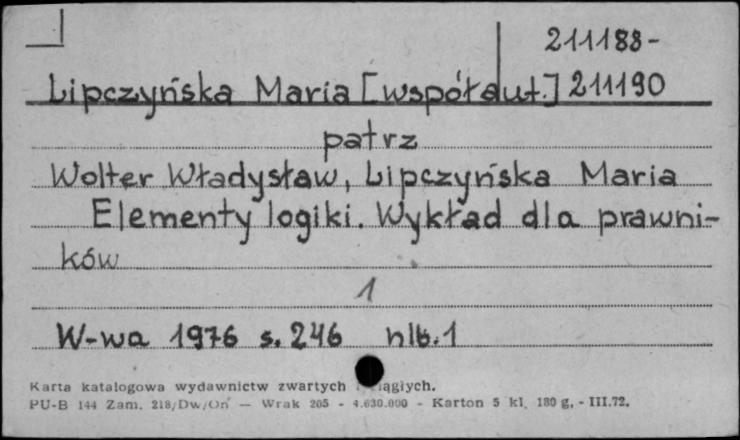 211188-
Lipczyńska Maria [współaut.] 211190
patrz
Wolter Władysław, Lipczyńska Maria
Elementy logiki. Wykład dla prawni-
ków
1
W-wa 1976 s. 246 nlb. 1
Karta katalogowa wydawnictw zwartych ciągłych.
PU-B 144 Zam. 218/Dw/On — Wrak 205 - 4.630.000 - Karton 5 kl. 180 g. - III.72.